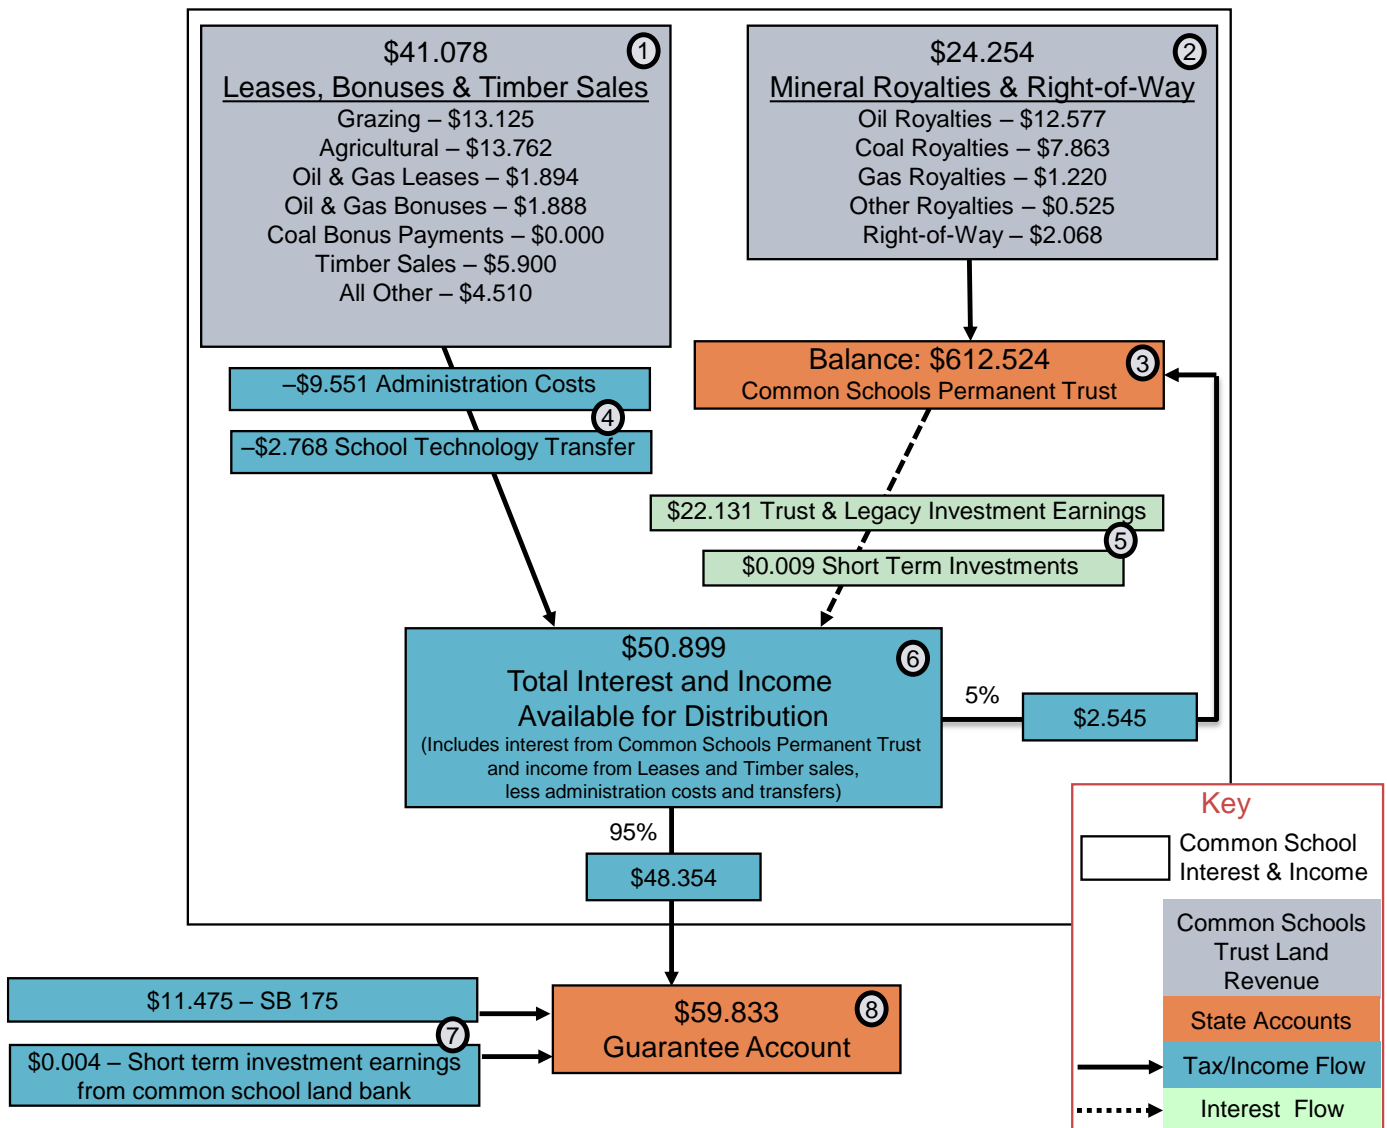 $41.078
1
Leases, Bonuses & Timber Sales
Grazing – $13.125
Agricultural – $13.762
Oil & Gas Leases – $1.894
Oil & Gas Bonuses – $1.888
Coal Bonus Payments – $0.000
Timber Sales – $5.900
All Other – $4.510
$24.254
2
Mineral Royalties & Right-of-Way
Oil Royalties – $12.577
Coal Royalties – $7.863
Gas Royalties – $1.220
Other Royalties – $0.525
Right-of-Way – $2.068
Balance: $612.524
3
Common Schools Permanent Trust
–$9.551 Administration Costs
4
–$2.768 School Technology Transfer
$22.131 Trust & Legacy Investment Earnings
5
$0.009 Short Term Investments
$50.899
6
Total Interest and Income
Available for Distribution
(Includes interest from Common Schools Permanent Trust
and income from Leases and Timber sales,
less administration costs and transfers)
5%
$2.545
95%
$48.354
$11.475 – SB 175
7
$0.004 – Short term investment earnings
from common school land bank
$59.833
8
Guarantee Account
Key
Common School
Interest & Income
Common Schools
Trust Land
Revenue
State Accounts
Tax/Income Flow
Interest Flow